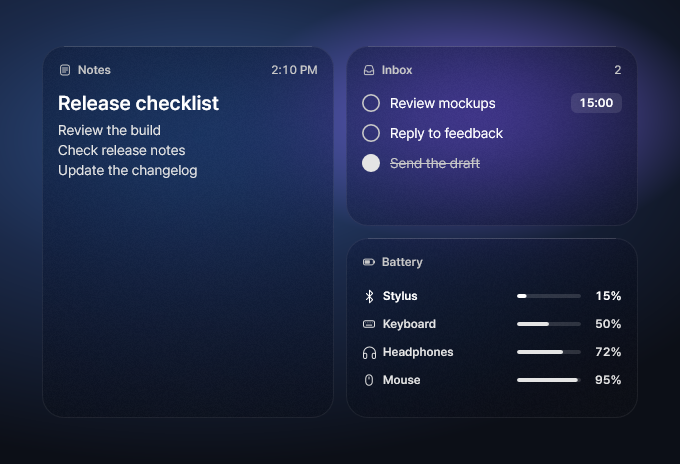 Notes 2:10 PM
Release checklist
Review the build
Check release notes
Update the changelog
Inbox 2
Review mockups 15:00
Reply to feedback
Send the draft
Battery
Stylus 15%
Keyboard 50%
Headphones 72%
Mouse 95%